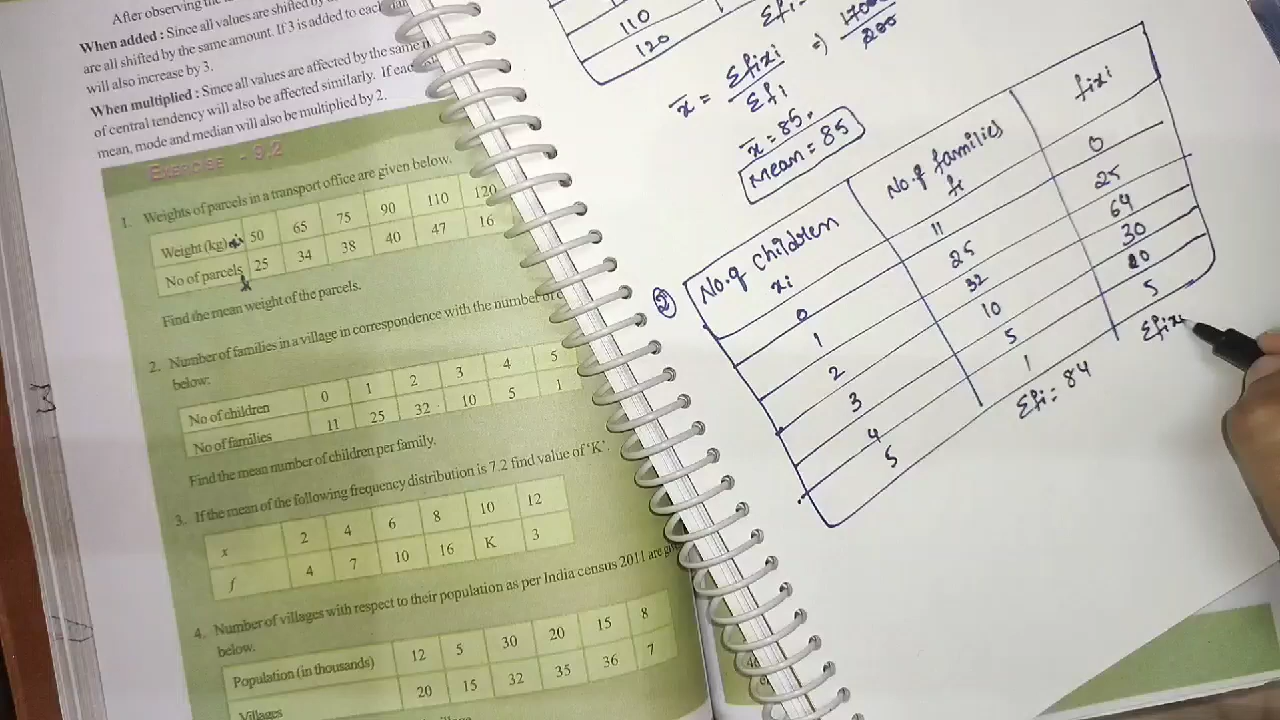 After observing the
When added : Since all values are shifted by
are all shifted by the same amount. If 3 is added to each
will also increase by 3.
When multiplied : Since all values are affected by the same
of central tendency will also be affected similarly. If
mean, mode and median will also be multiplied by 2.
EXERCISE - 9.2
1. Weights of parcels in a transport office are given below.
Weight (kg) xi 50 65 75 90 110 120
No of parcels 25 34 38 40 47 16
Find the mean weight of the parcels.
2. Number of families in a village in correspondence with the number of
below:
No of children 0 1 2 3 4 5
No of families 11 25 32 10 5 1
Find the mean number of children per family.
3. If the mean of the following frequency distribution is 7.2 find value of 'K'.
x 2 4 6 8 10 12
f 4 7 10 16 K 3
4. Number of villages with respect to their population as per India census 2011 are
below.
Population (in thousands) 12 5 30 20 15 8
Villages 20 15 32 35 36 7
110
120
Σfi
x̄ = Σfixi / Σfi => 200
x̄ = 85.
Mean = 85
② No.of children xi No.of families fi fixi
0 11 0
1 25 25
2 32 64
3 10 30
4 5 20
5 1 5
Σfi = 84 Σfixi